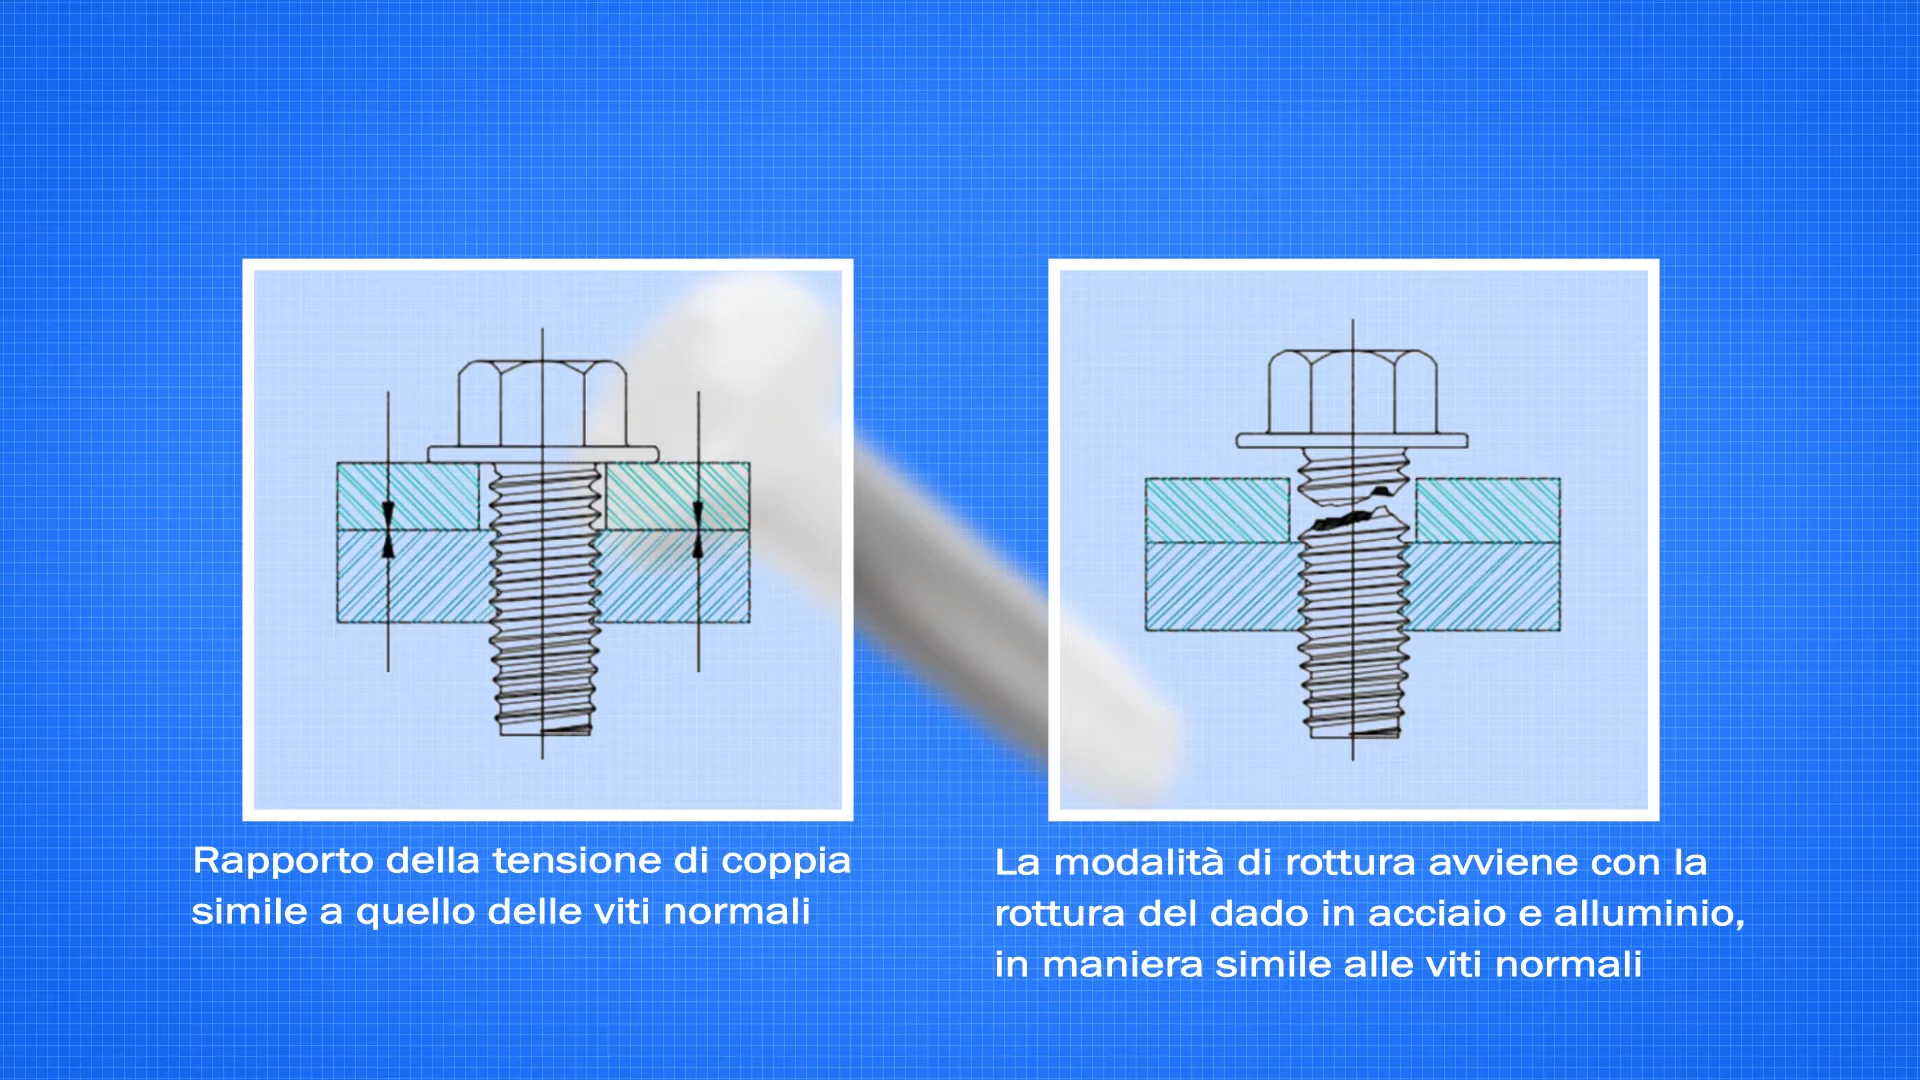 Rapporto della tensione di coppia
simile a quello delle viti normali
La modalità di rottura avviene con la
rottura del dado in acciaio e alluminio,
in maniera simile alle viti normali